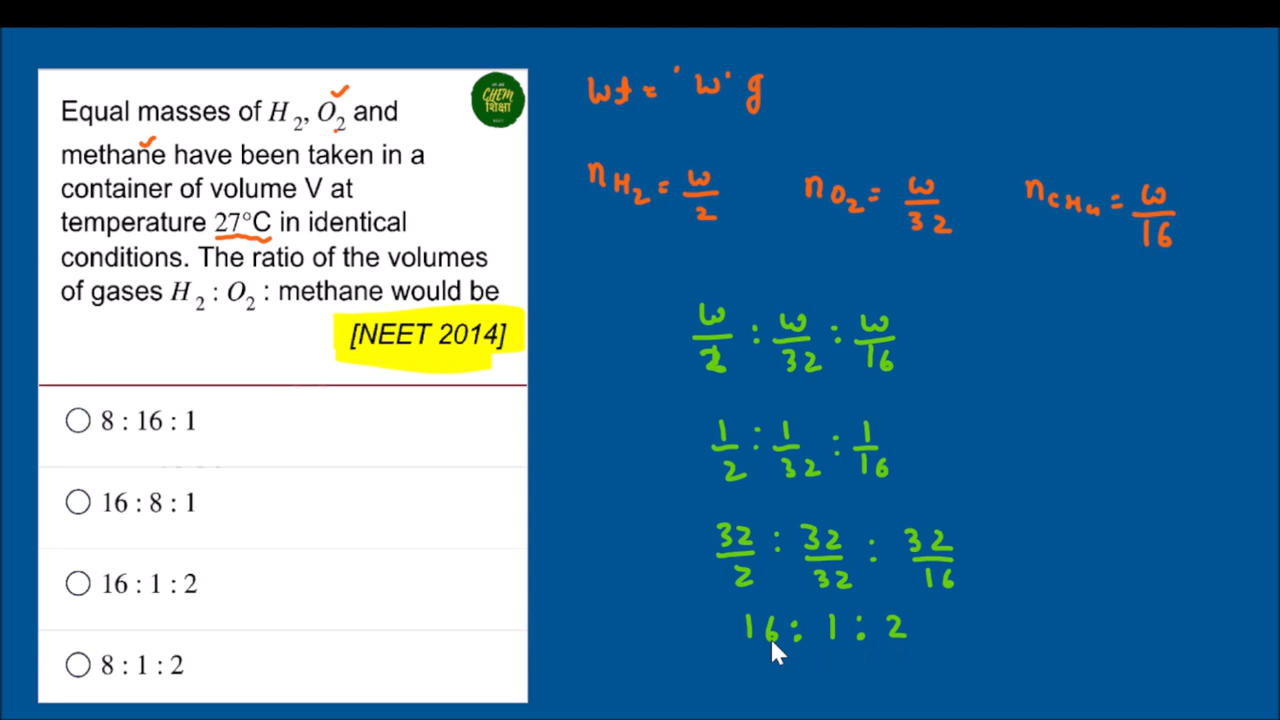 Equal masses of H₂, O₂ and
methane have been taken in a
container of volume V at
temperature 27°C in identical
conditions. The ratio of the volumes
of gases H₂ : O₂ : methane would be
[NEET 2014]
CHEM
शिक्षा
8 : 16 : 1
16 : 8 : 1
16 : 1 : 2
8 : 1 : 2
wt = 'w' g
nH₂ = w/2 nO₂ = w/32 nCH₄ = w/16
w/2 : w/32 : w/16
1/2 : 1/32 : 1/16
32/2 : 32/32 : 32/16
16 : 1 : 2